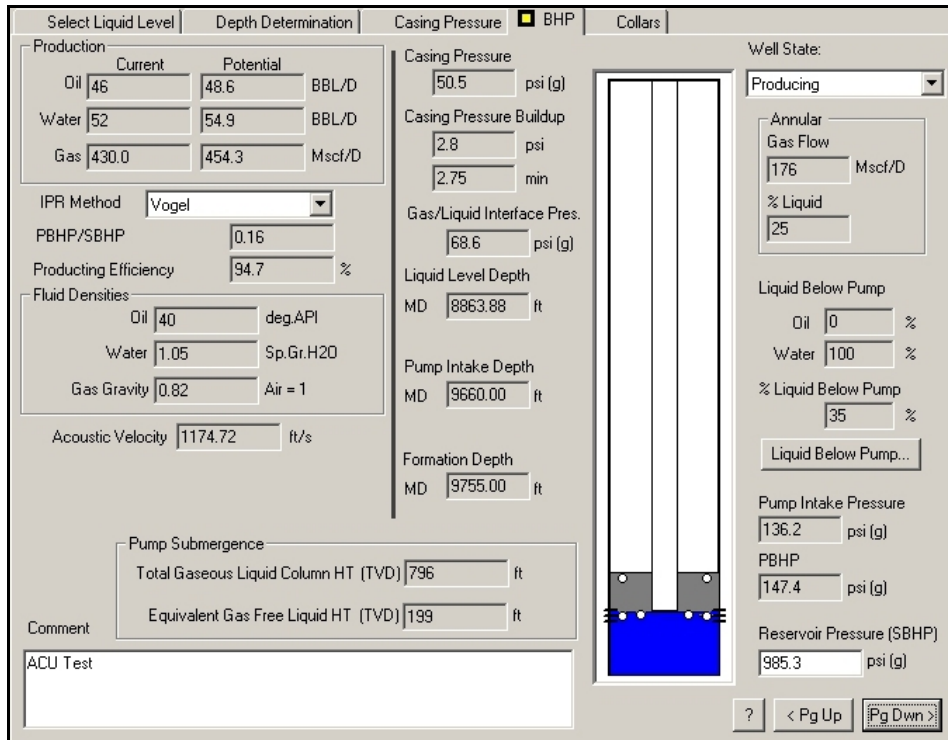 Select Liquid Level Depth Determination Casing Pressure BHP Collars
Production
Current Potential
Oil 46 48.6 BBL/D
Water 52 54.9 BBL/D
Gas 430.0 454.3 Mscf/D
IPR Method Vogel
PBHP/SBHP 0.16
Producting Efficiency 94.7 %
Fluid Densities
Oil 40 deg.API
Water 1.05 Sp.Gr.H2O
Gas Gravity 0.82 Air = 1
Acoustic Velocity 1174.72 ft/s
Casing Pressure
50.5 psi (g)
Casing Pressure Buildup
2.8 psi
2.75 min
Gas/Liquid Interface Pres.
68.6 psi (g)
Liquid Level Depth
MD 8863.88 ft
Pump Intake Depth
MD 9660.00 ft
Formation Depth
MD 9755.00 ft
Pump Submergence
Total Gaseous Liquid Column HT (TVD) 796 ft
Equivalent Gas Free Liquid HT (TVD) 199 ft
Comment
ACU Test
Well State:
Producing
Annular
Gas Flow
176 Mscf/D
% Liquid
25
Liquid Below Pump
Oil 0 %
Water 100 %
% Liquid Below Pump
35 %
Liquid Below Pump...
Pump Intake Pressure
136.2 psi (g)
PBHP
147.4 psi (g)
Reservoir Pressure (SBHP)
985.3 psi (g)
? < Pg Up Pg Dwn >